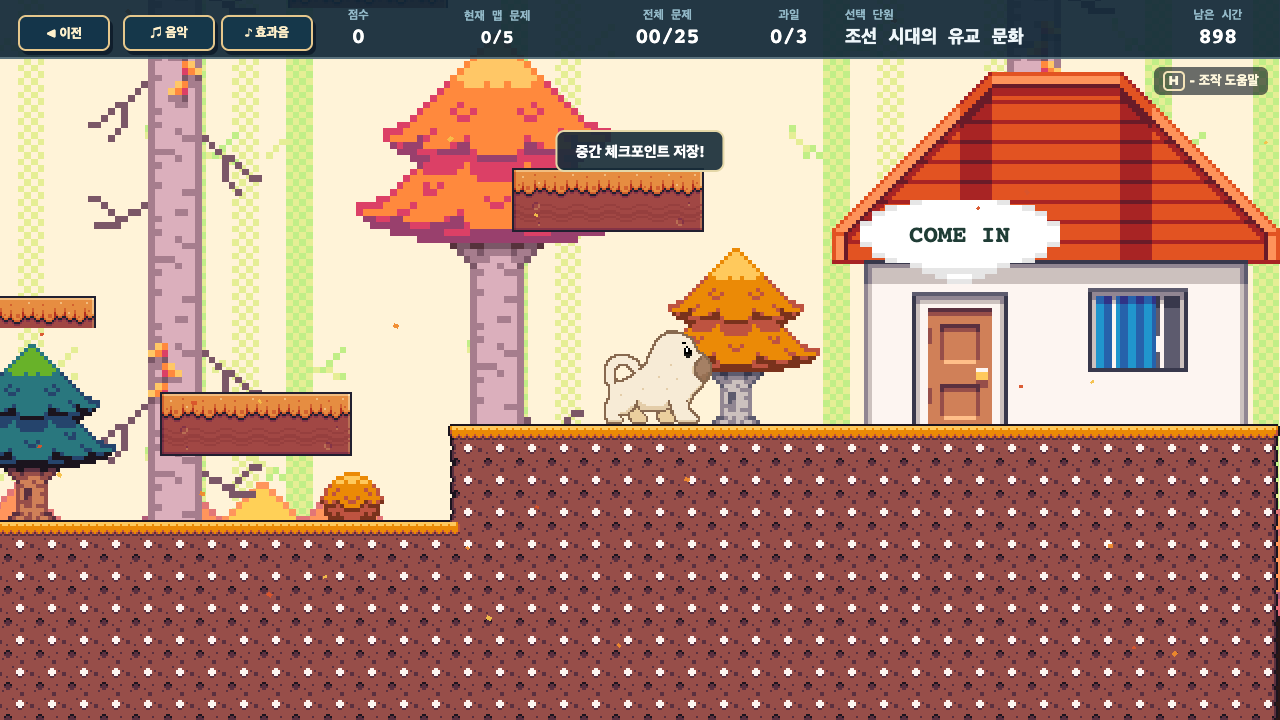 ◀ 이전
♫ 음악
♪ 효과음
점수
0
현재 맵 문제
0/5
전체 문제
00/25
과일
0/3
선택 단원
조선 시대의 유교 문화
남은 시간
898
H - 조작 도움말
중간 체크포인트 저장!
COME IN